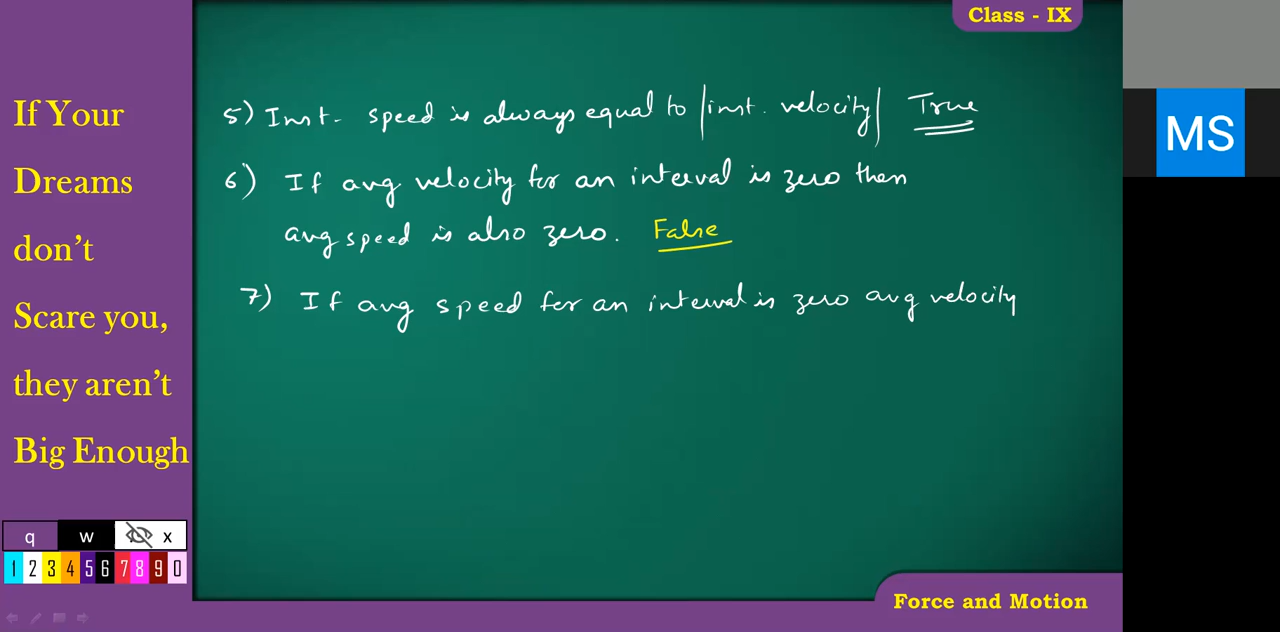 Class - IX
If Your
Dreams
don't
Scare you,
they aren't
Big Enough
5) Inst. speed is always equal to |inst. velocity| True
6) If avg velocity for an interval is zero then
avg speed is also zero. False
7) If avg speed for an interval is zero avg velocity
MS
q w x
1 2 3 4 5 6 7 8 9 0
Force and Motion